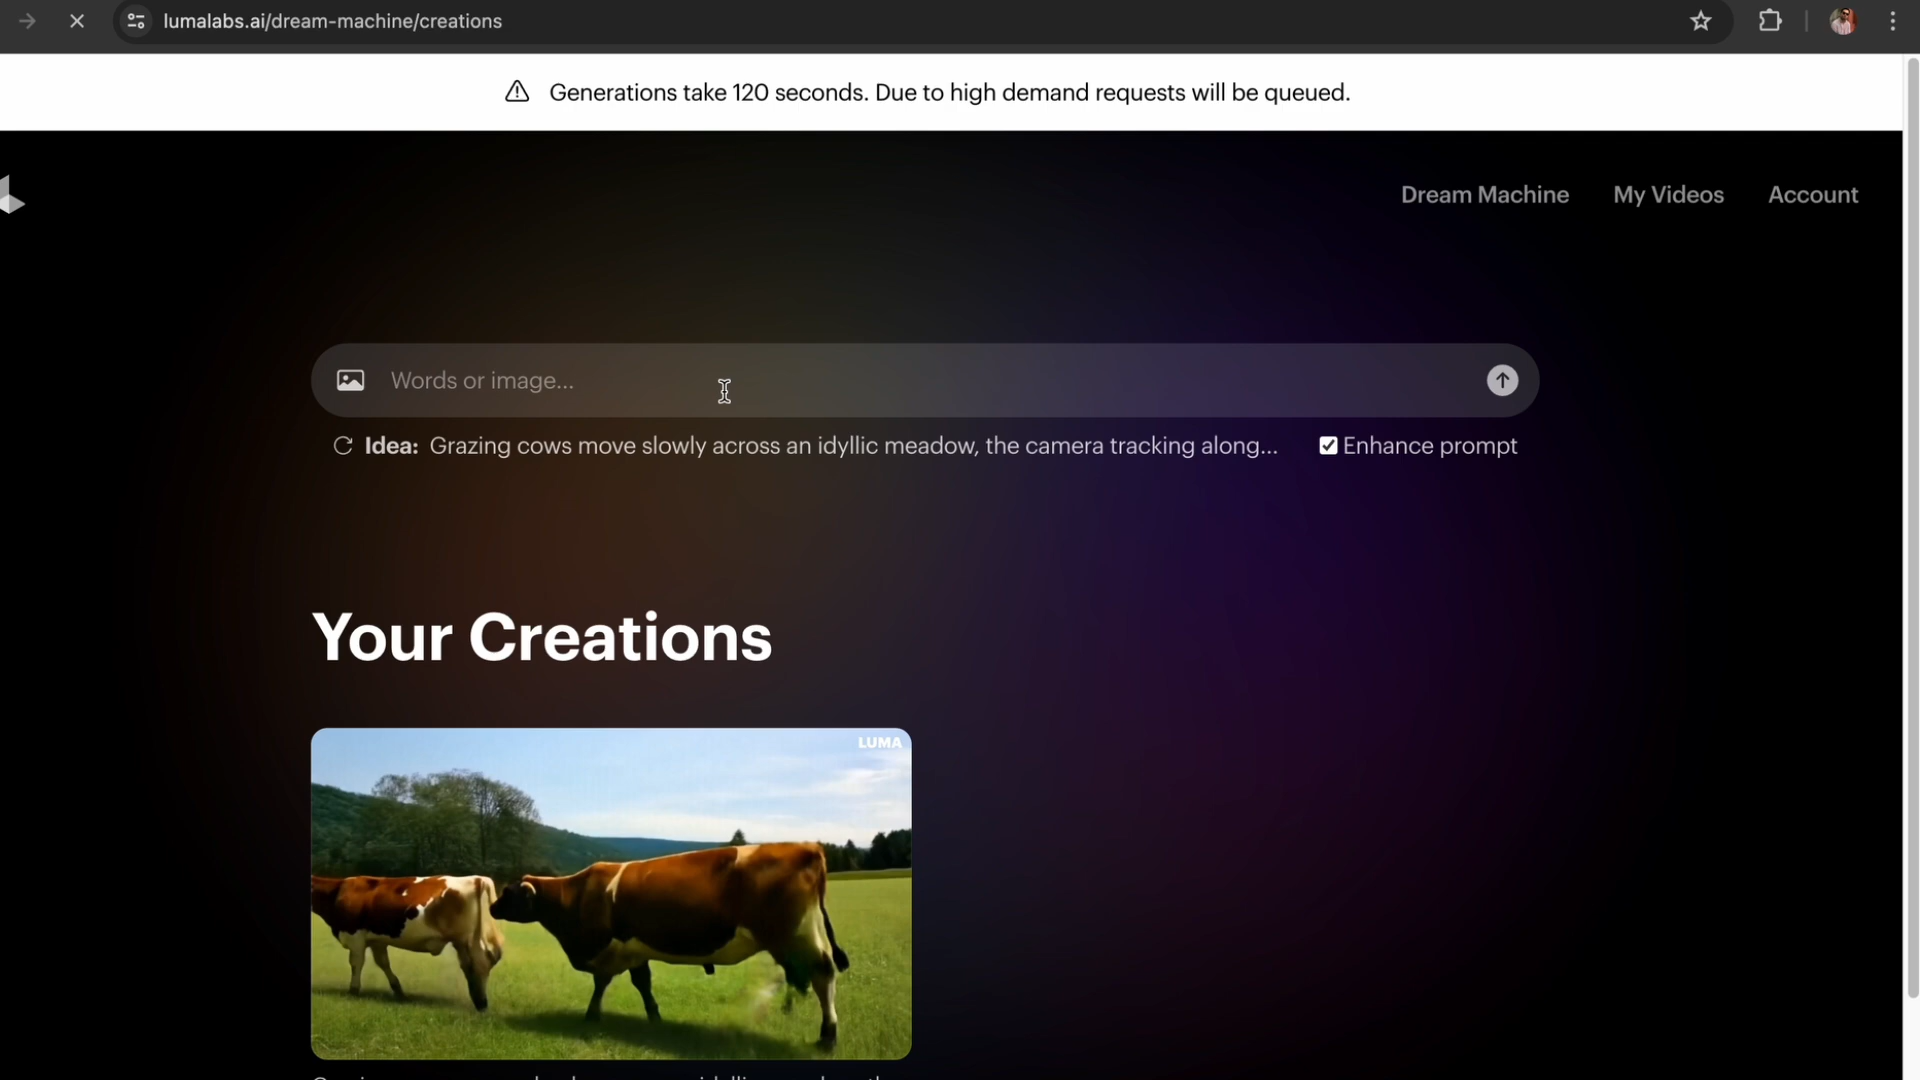 lumalabs.ai/dream-machine/creations
Generations take 120 seconds. Due to high demand requests will be queued.
Dream Machine My Videos Account
Words or image...
Idea: Grazing cows move slowly across an idyllic meadow, the camera tracking along... Enhance prompt
Your Creations
LUMA